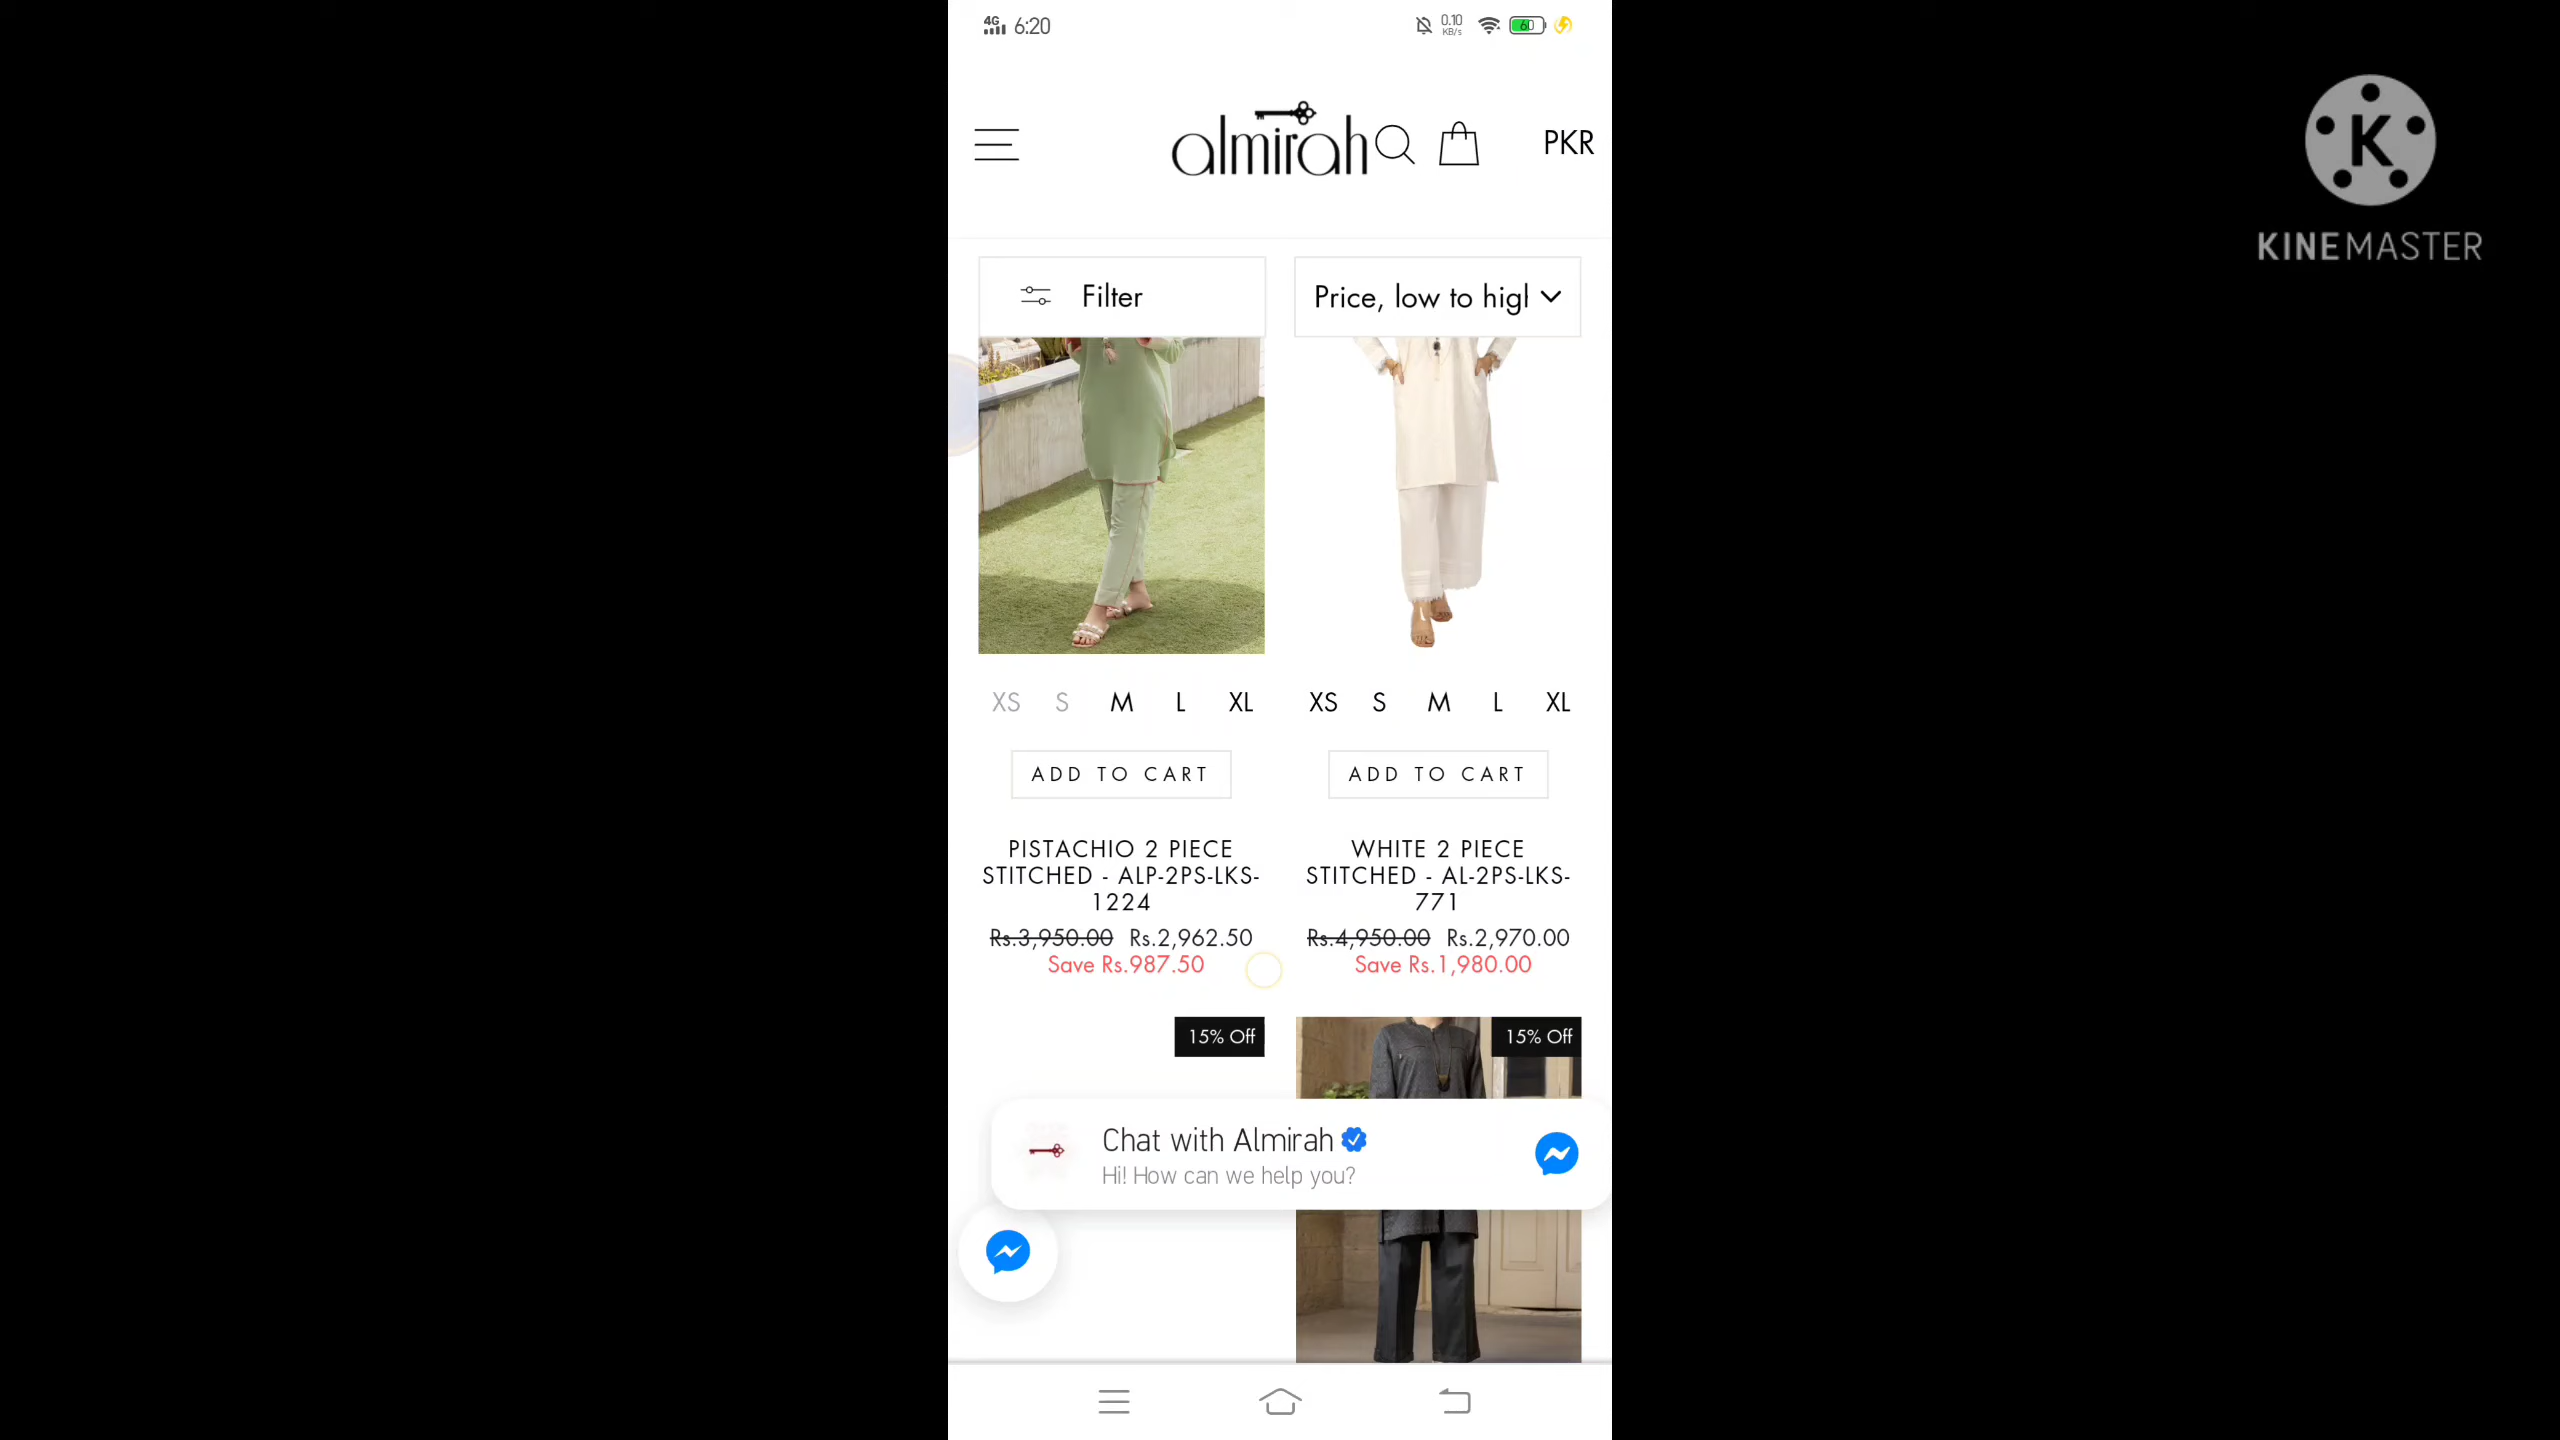 4G 6:20 0.10 KB/s 60
almirah PKR
K
KINEMASTER
Filter
Price, low to high
XS S M L XL
XS S M L XL
ADD TO CART
ADD TO CART
PISTACHIO 2 PIECE
STITCHED - ALP-2PS-LKS-
1224
Rs.3,950.00 Rs.2,962.50
Save Rs.987.50
WHITE 2 PIECE
STITCHED - AL-2PS-LKS-
771
Rs.4,950.00 Rs.2,970.00
Save Rs.1,980.00
15% Off
15% Off
Chat with Almirah
Hi! How can we help you?